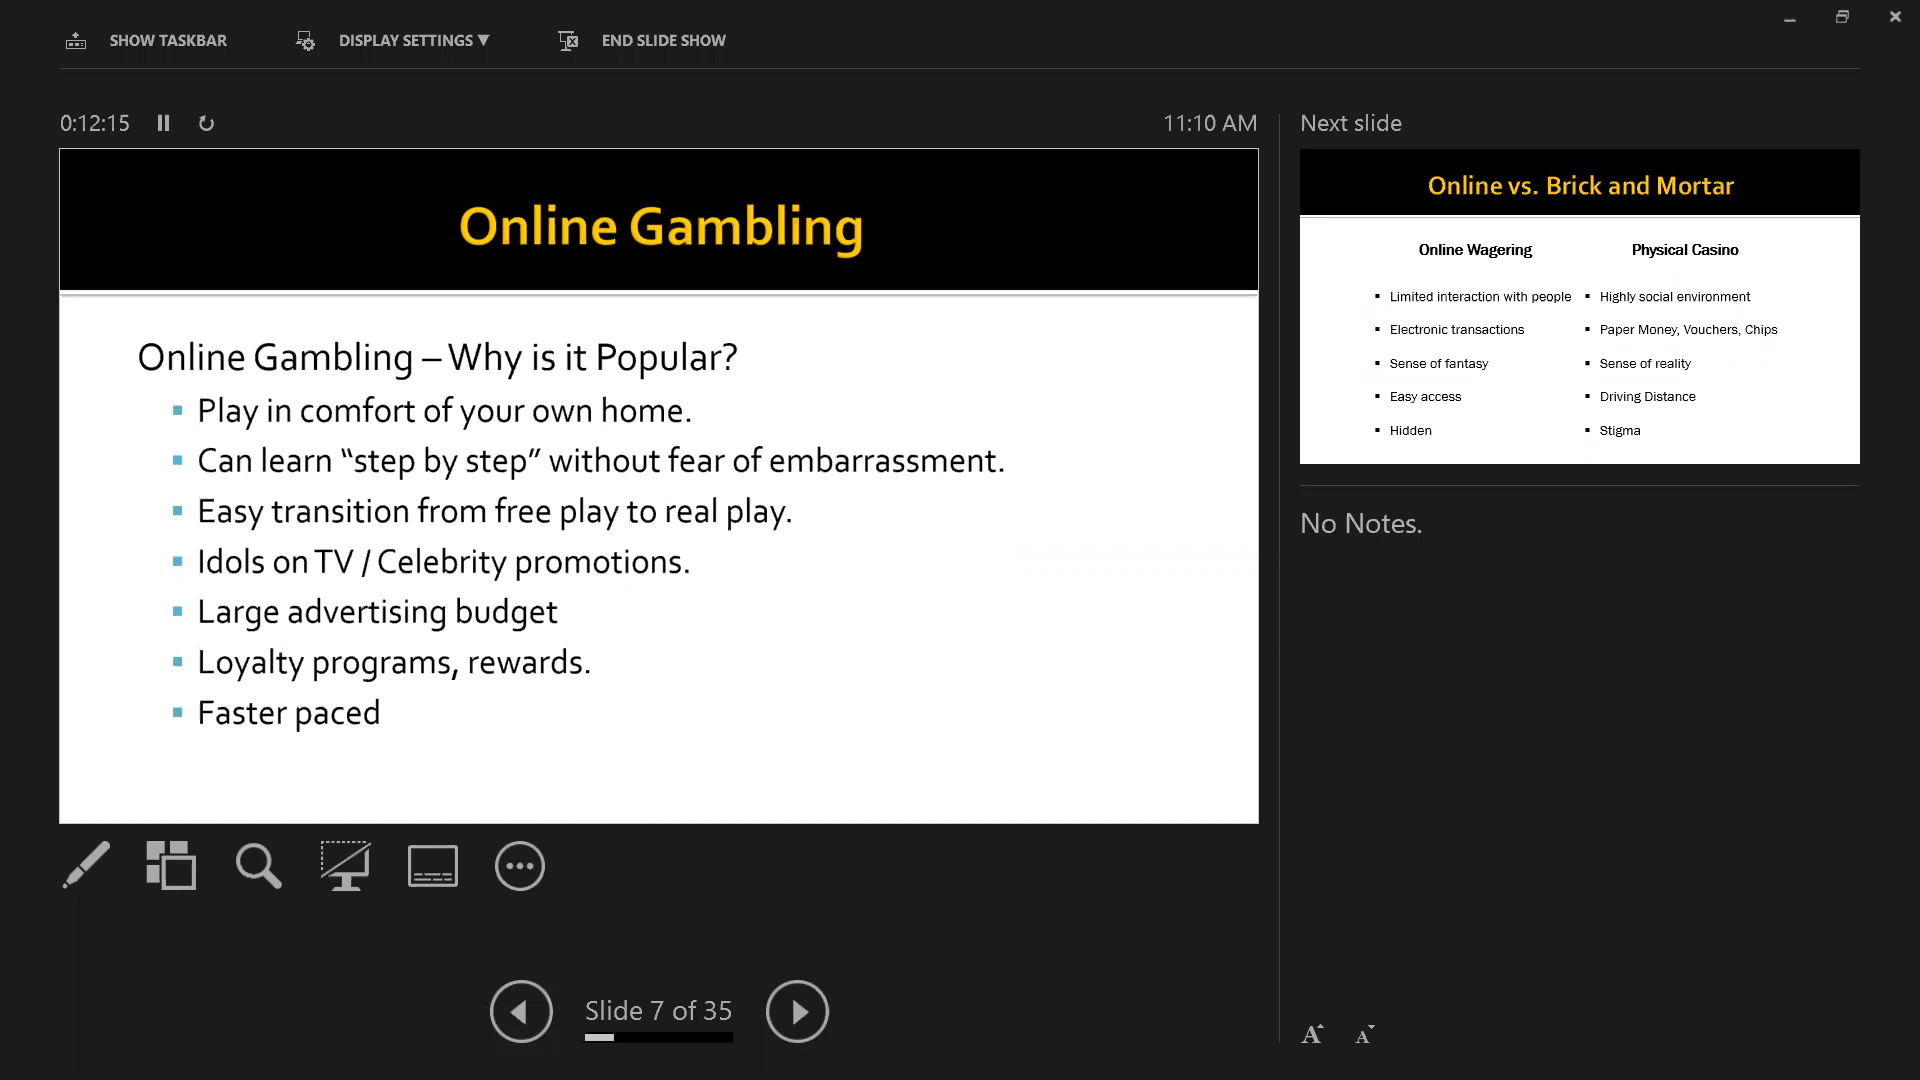 SHOW TASKBAR
DISPLAY SETTINGS ▼
END SLIDE SHOW
0:12:15
11:10 AM
Online Gambling
Online Gambling – Why is it Popular?
▪ Play in comfort of your own home.
▪ Can learn “step by step” without fear of embarrassment.
▪ Easy transition from free play to real play.
▪ Idols on TV / Celebrity promotions.
▪ Large advertising budget
▪ Loyalty programs, rewards.
▪ Faster paced
Slide 7 of 35
Next slide
Online vs. Brick and Mortar
Online Wagering
▪ Limited interaction with people
▪ Electronic transactions
▪ Sense of fantasy
▪ Easy access
▪ Hidden
Physical Casino
▪ Highly social environment
▪ Paper Money, Vouchers, Chips
▪ Sense of reality
▪ Driving Distance
▪ Stigma
No Notes.
A A